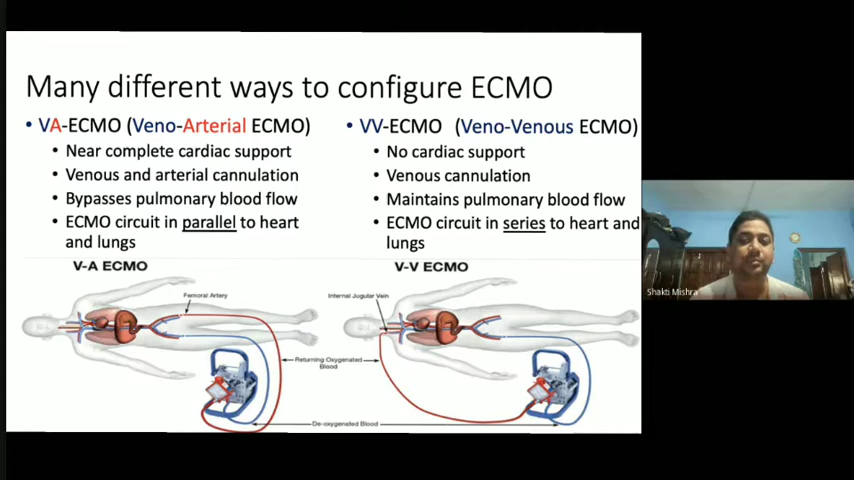 Many different ways to configure ECMO
• VA-ECMO (Veno-Arterial ECMO)
• Near complete cardiac support
• Venous and arterial cannulation
• Bypasses pulmonary blood flow
• ECMO circuit in parallel to heart
and lungs
• VV-ECMO (Veno-Venous ECMO)
• No cardiac support
• Venous cannulation
• Maintains pulmonary blood flow
• ECMO circuit in series to heart and
lungs
V-A ECMO
Femoral Artery
V-V ECMO
Internal Jugular Vein
Returning Oxygenated
Blood
De-oxygenated Blood
Shakti Mishra